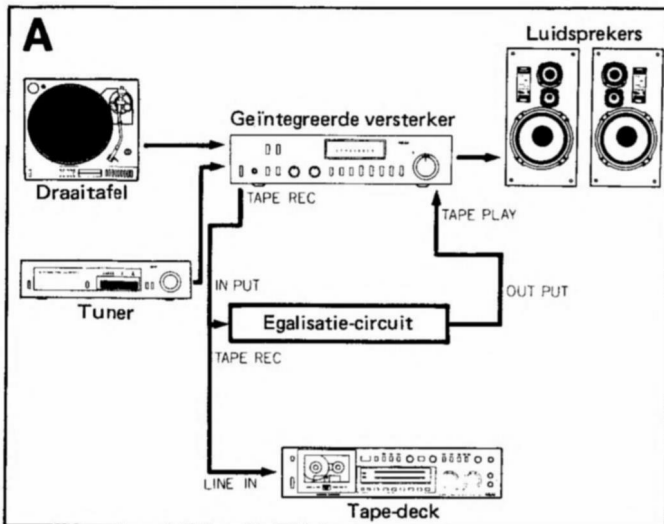 A
Luidsprekers
Geïntegreerde versterker
Draaitafel
TAPE REC
TAPE PLAY
IN PUT
OUT PUT
Tuner
Egalisatie-circuit
TAPE REC
LINE IN
Tape-deck